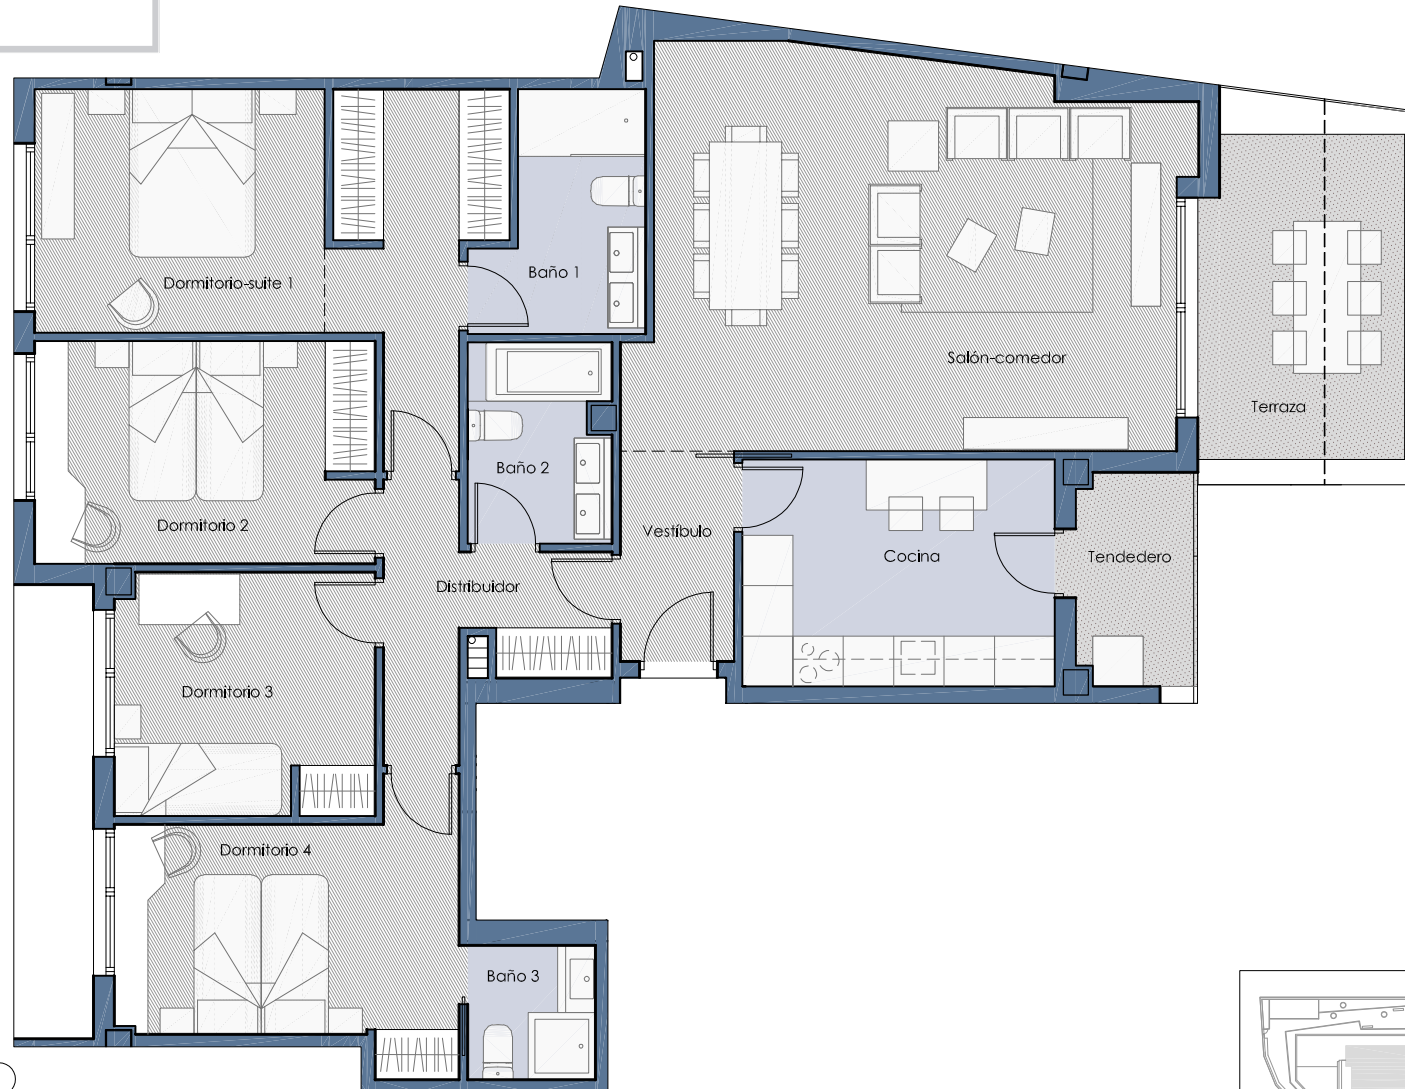 Baño 1
Dormitorio-suite 1
Salón-comedor
Terraza
Baño 2
Dormitorio 2
Vestíbulo
Cocina
Tendedero
Distribuidor
Dormitorio 3
Dormitorio 4
Baño 3